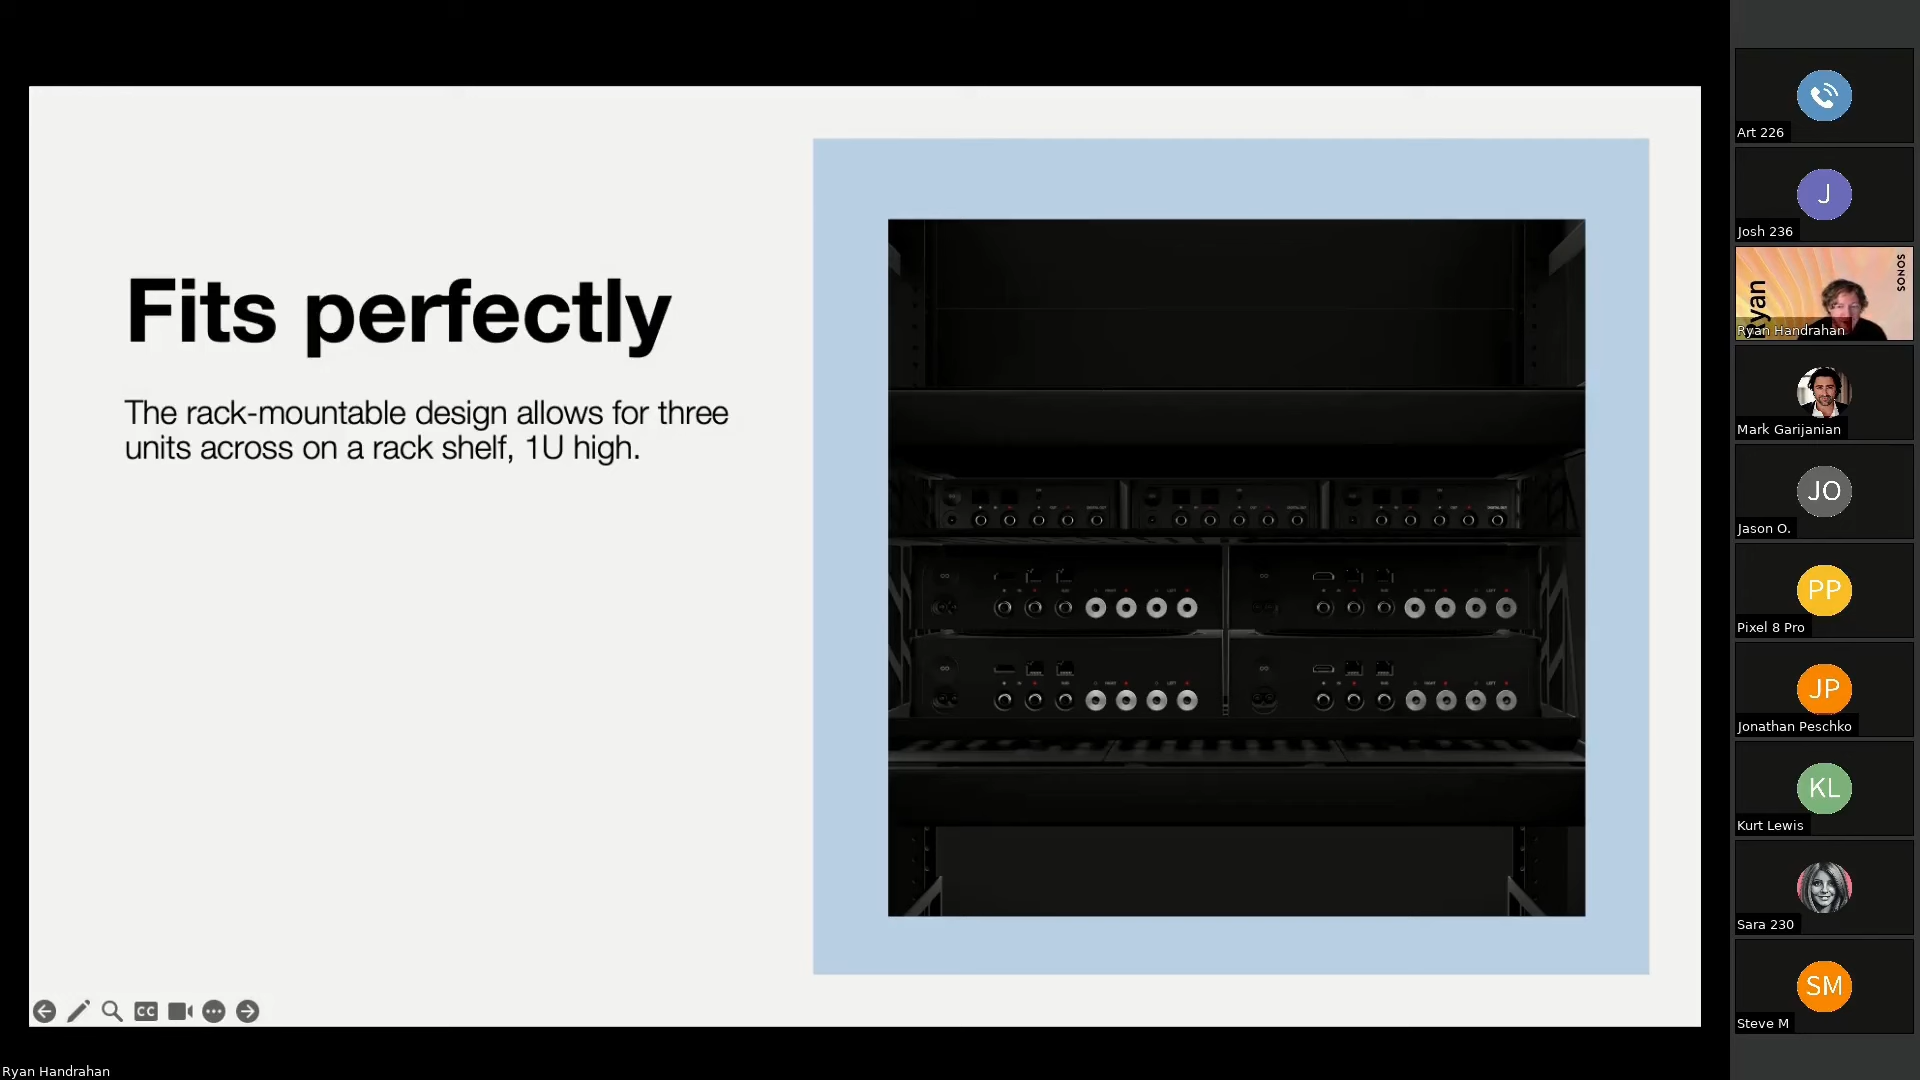 Fits perfectly
The rack-mountable design allows for three
units across on a rack shelf, 1U high.
CC
Art 226
J
Josh 236
Ryan
SONOS
Ryan Handrahan
Mark Garijanian
JO
Jason O.
PP
Pixel 8 Pro
JP
Jonathan Peschko
KL
Kurt Lewis
Sara 230
SM
Steve M
Ryan Handrahan